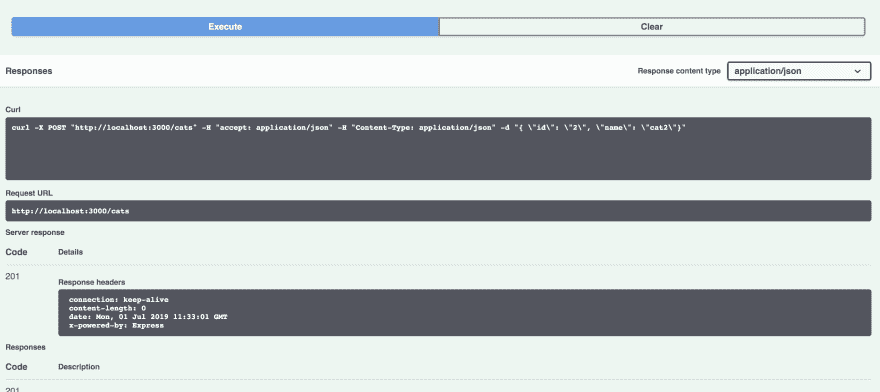 Execute
Clear
Responses
Response content type
application/json
Curl
curl -X POST "http://localhost:3000/cats" -H "accept: application/json" -H "Content-Type: application/json" -d "{ \"id\": \"2\", \"name\": \"cat2\"}"
Request URL
http://localhost:3000/cats
Server response
Code Details
201
Response headers
connection: keep-alive
content-length: 0
date: Mon, 01 Jul 2019 11:33:01 GMT
x-powered-by: Express
Responses
Code Description
201